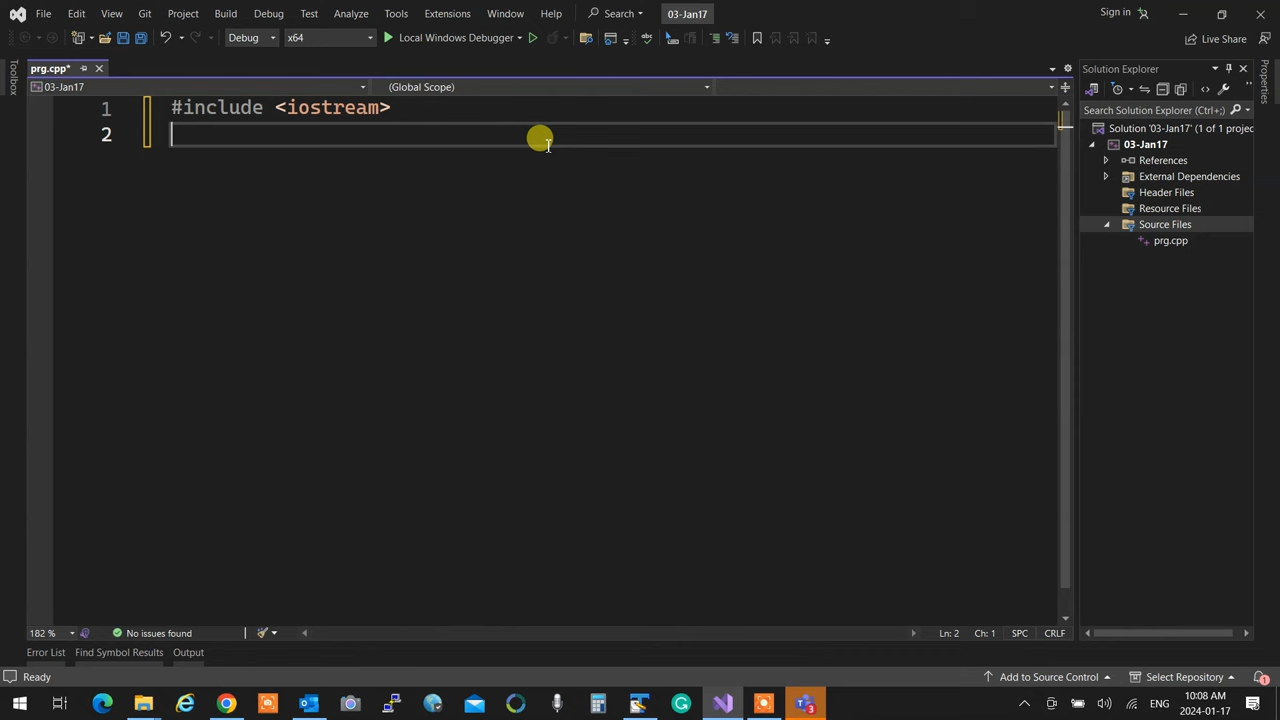 File Edit View Git Project Build Debug Test Analyze Tools Extensions Window Help Search 03-Jan17 Sign in
Debug x64 Local Windows Debugger Live Share
Toolbox
prg.cpp*
03-Jan17 (Global Scope)
1 #include <iostream>
2
Solution Explorer
Search Solution Explorer (Ctrl+;)
Solution '03-Jan17' (1 of 1 projec
03-Jan17
References
External Dependencies
Header Files
Resource Files
Source Files
prg.cpp
Properties
182 % No issues found Ln: 2 Ch: 1 SPC CRLF
Error List Find Symbol Results Output
Ready Add to Source Control Select Repository 1
3 ENG 10:08 AM
2024-01-17